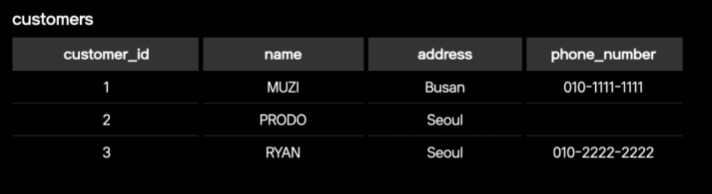 customers
customer_id name address phone_number
1 MUZI Busan 010-1111-1111
2 PRODO Seoul
3 RYAN Seoul 010-2222-2222